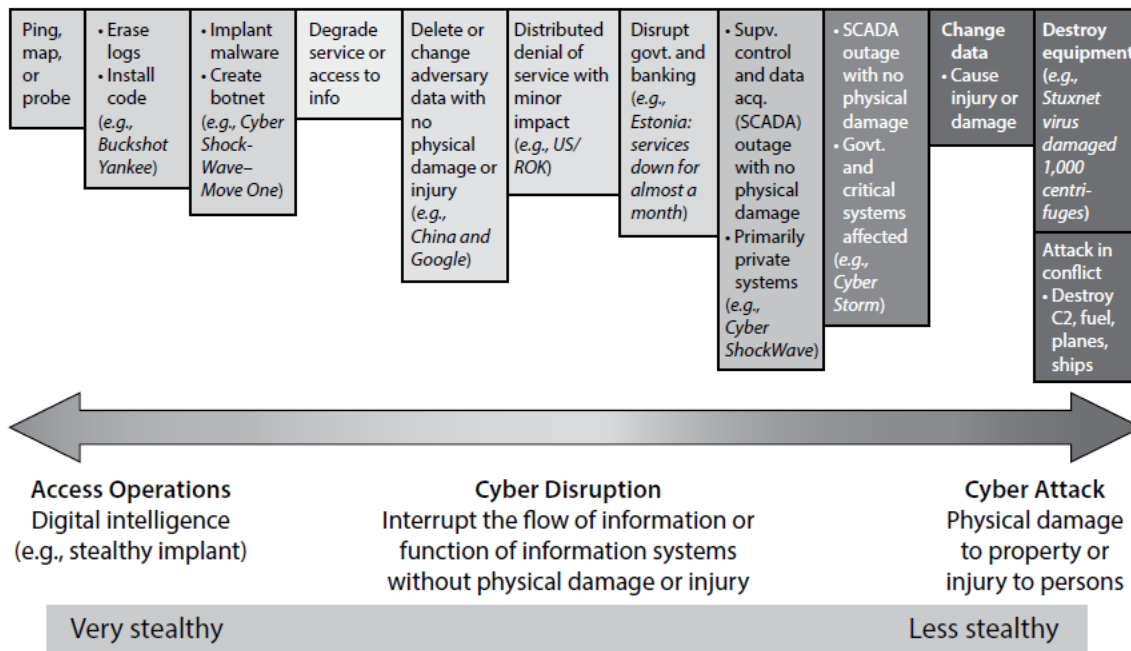 Ping,
map,
or
probe
• Erase
logs
• Install
code
(e.g.,
Buckshot
Yankee)
• Implant
malware
• Create
botnet
(e.g., Cyber
Shock-
Wave–
Move One)
Degrade
service or
access to
info
Delete or
change
adversary
data with
no
physical
damage or
injury
(e.g.,
China and
Google)
Distributed
denial of
service with
minor
impact
(e.g., US/
ROK)
Disrupt
govt. and
banking
(e.g.,
Estonia:
services
down for
almost a
month)
• Supv.
control
and data
acq.
(SCADA)
outage
with no
physical
damage
• Primarily
private
systems
(e.g.,
Cyber
ShockWave)
• SCADA
outage
with no
physical
damage
• Govt.
and
critical
systems
affected
(e.g.,
Cyber
Storm)
Change
data
• Cause
injury or
damage
Destroy
equipment
(e.g.,
Stuxnet
virus
damaged
1,000
centri-
fuges)
Attack in
conflict
• Destroy
C2, fuel,
planes,
ships
Access Operations
Digital intelligence
(e.g., stealthy implant)
Cyber Disruption
Interrupt the flow of information or
function of information systems
without physical damage or injury
Cyber Attack
Physical damage
to property or
injury to persons
Very stealthy
Less stealthy